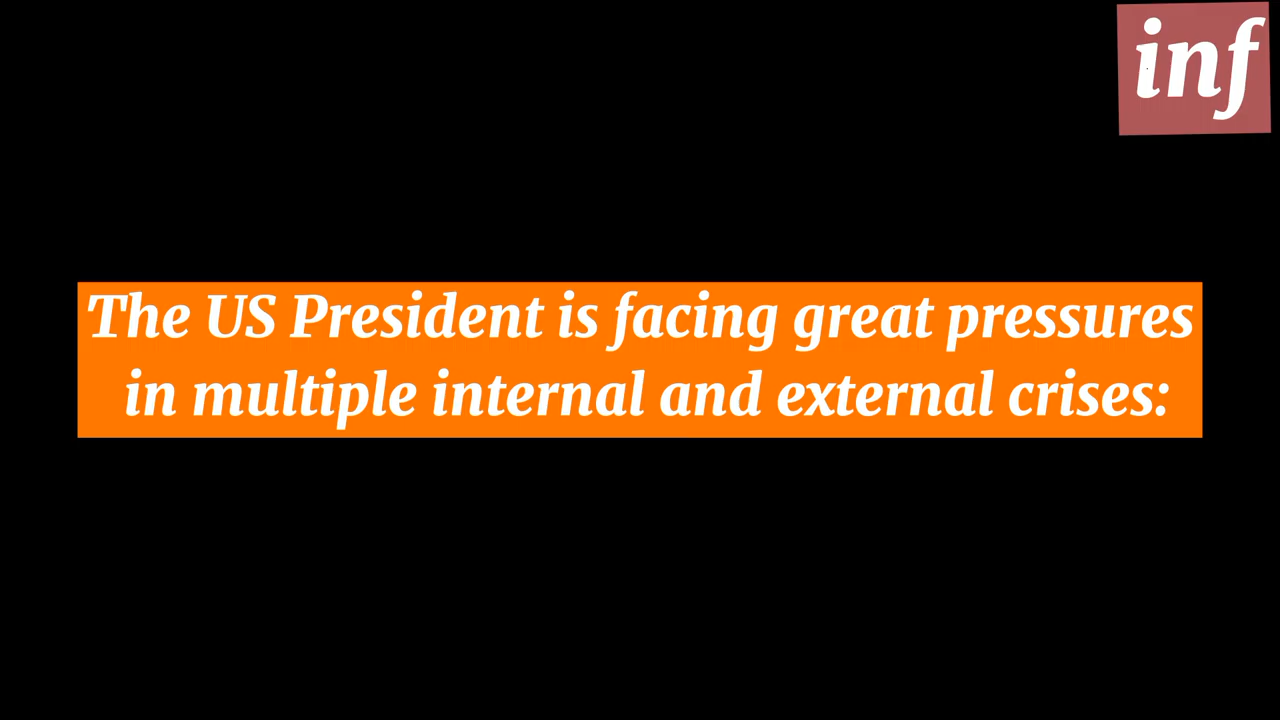 inf
The US President is facing great pressures
in multiple internal and external crises: